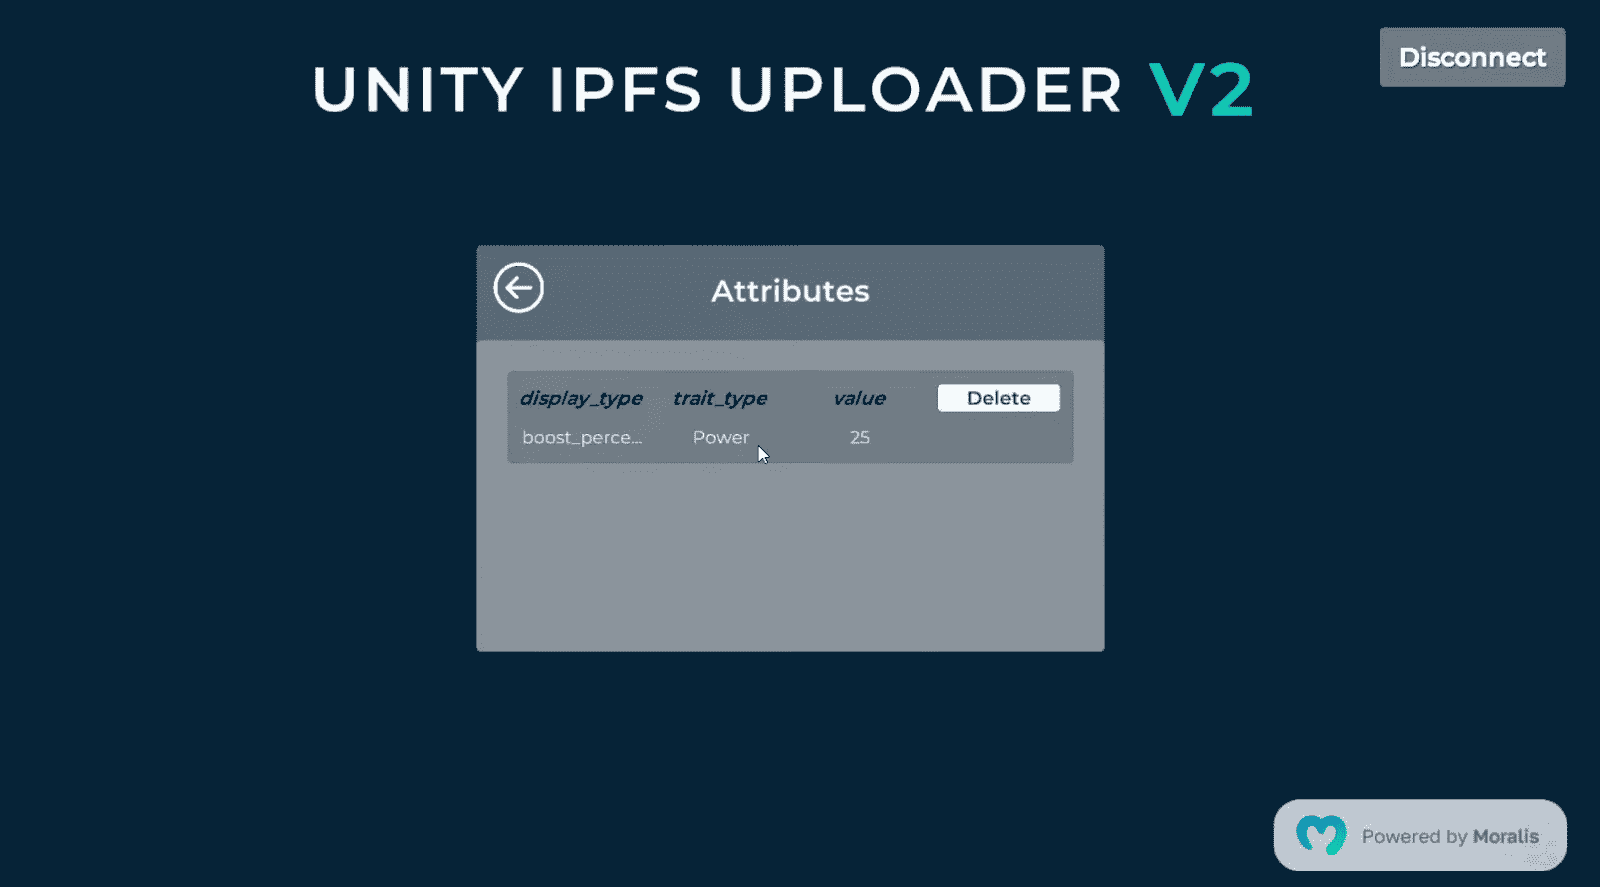 UNITY IPFS UPLOADER V2
Disconnect
Attributes
display_type trait_type value Delete
boost_perce... Power 25
Powered by Moralis